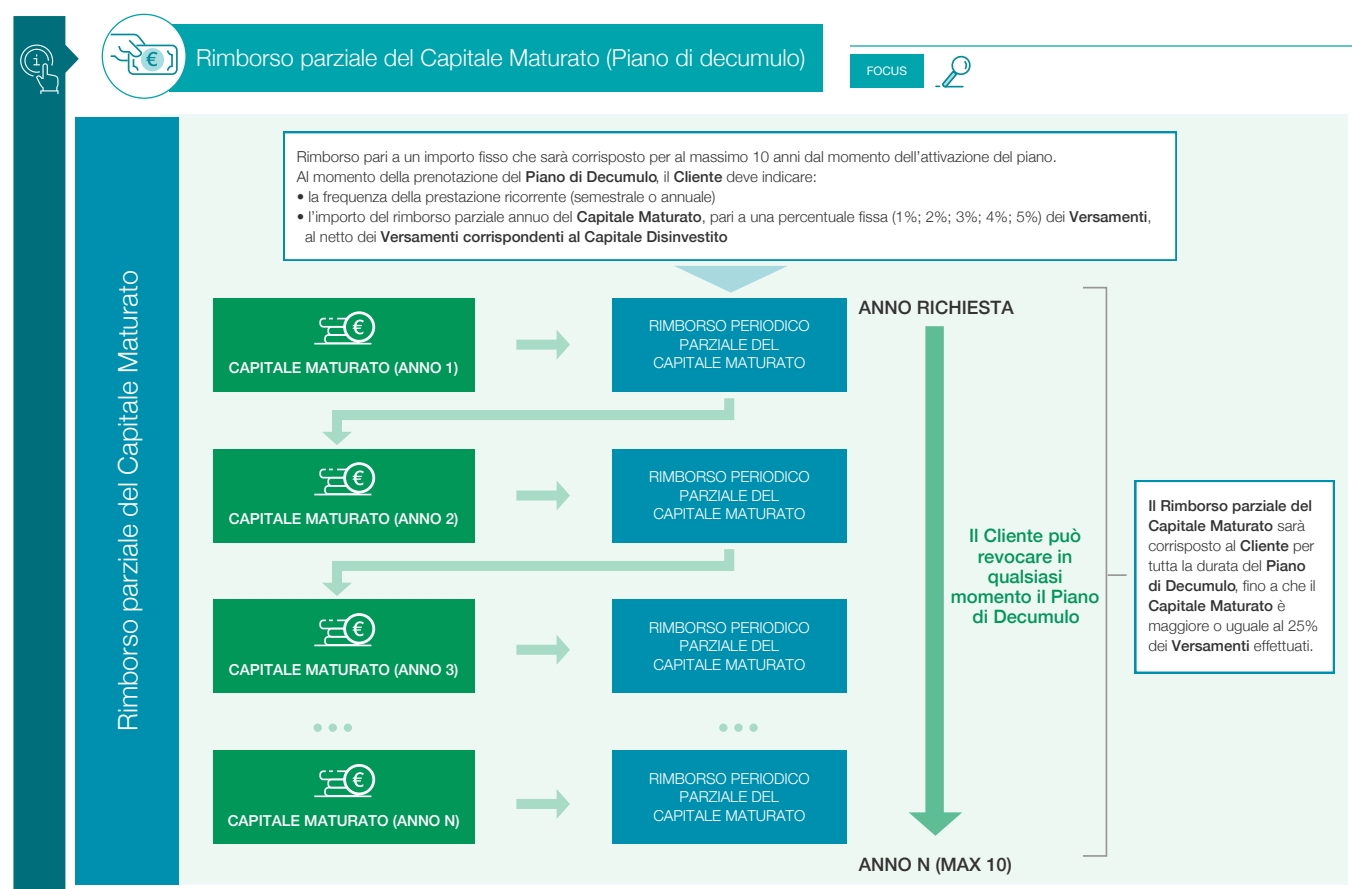 Rimborso parziale del Capitale Maturato (Piano di decumulo)
FOCUS
Rimborso parziale del Capitale Maturato
Rimborso pari a un importo fisso che sarà corrisposto per al massimo 10 anni dal momento dell'attivazione del piano.
Al momento della prenotazione del Piano di Decumulo, il Cliente deve indicare:
• la frequenza della prestazione ricorrente (semestrale o annuale)
• l'importo del rimborso parziale annuo del Capitale Maturato, pari a una percentuale fissa (1%; 2%; 3%; 4%; 5%) dei Versamenti,
al netto dei Versamenti corrispondenti al Capitale Disinvestito
€
CAPITALE MATURATO (ANNO 1)
RIMBORSO PERIODICO
PARZIALE DEL
CAPITALE MATURATO
ANNO RICHIESTA
€
CAPITALE MATURATO (ANNO 2)
RIMBORSO PERIODICO
PARZIALE DEL
CAPITALE MATURATO
€
CAPITALE MATURATO (ANNO 3)
RIMBORSO PERIODICO
PARZIALE DEL
CAPITALE MATURATO
€
CAPITALE MATURATO (ANNO N)
RIMBORSO PERIODICO
PARZIALE DEL
CAPITALE MATURATO
Il Cliente può
revocare in
qualsiasi
momento il Piano
di Decumulo
ANNO N (MAX 10)
Il Rimborso parziale del
Capitale Maturato sarà
corrisposto al Cliente per
tutta la durata del Piano
di Decumulo, fino a che il
Capitale Maturato è
maggiore o uguale al 25%
dei Versamenti effettuati.